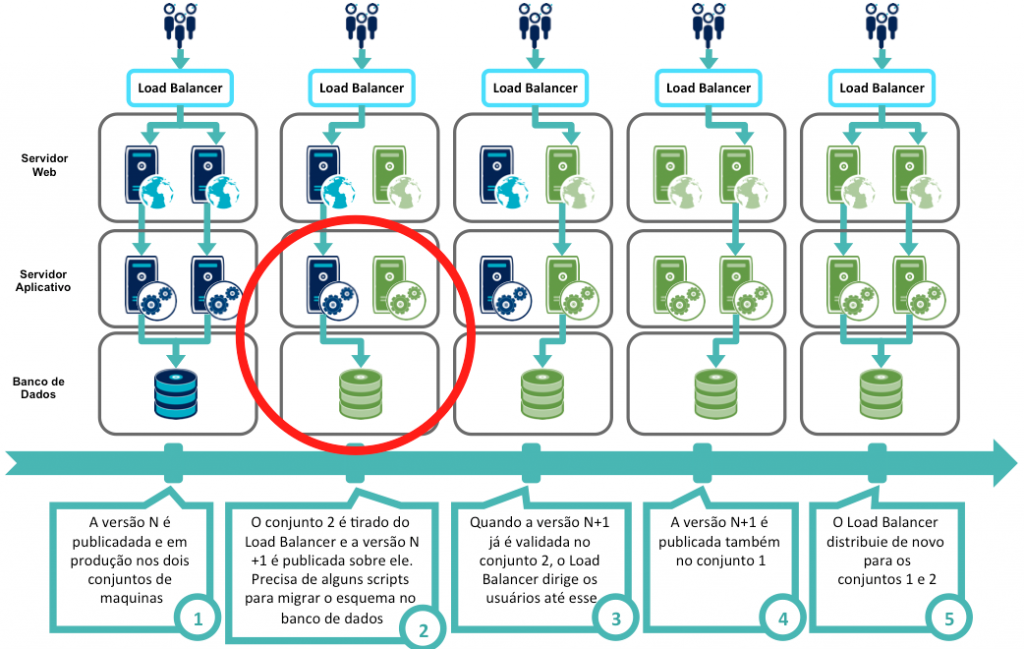 Load Balancer
Load Balancer
Load Balancer
Load Balancer
Load Balancer
Servidor
Web
Servidor
Aplicativo
Banco de
Dados
A versão N é
publicadada e em
produção nos dois
conjuntos de
maquinas
1
O conjunto 2 é tirado do
Load Balancer e a versão N
+1 é publicada sobre ele.
Precisa de alguns scripts
para migrar o esquema no
banco de dados
2
Quando a versão N+1
já é validada no
conjunto 2, o Load
Balancer dirige os
usuários até esse
3
A versão N+1 é
publicada também
no conjunto 1
4
O Load Balancer
distribuie de novo
para os
conjuntos 1 e 2
5